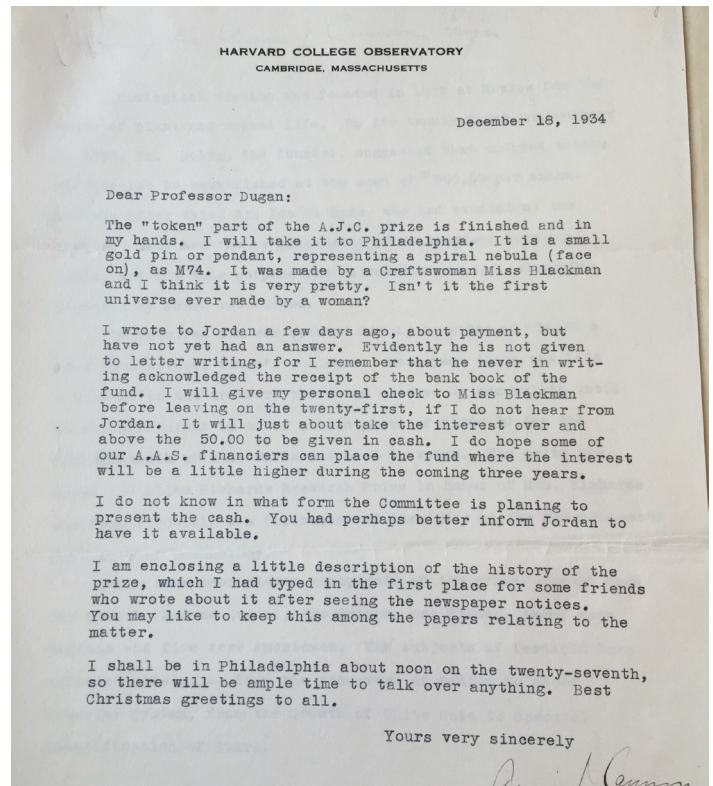 HARVARD COLLEGE OBSERVATORY
CAMBRIDGE, MASSACHUSETTS
December 18, 1934
Dear Professor Dugan:
The "token" part of the A.J.C. prize is finished and in
my hands. I will take it to Philadelphia. It is a small
gold pin or pendant, representing a spiral nebula (face
on), as M74. It was made by a Craftswoman Miss Blackman
and I think it is very pretty. Isn't it the first
universe ever made by a woman?
I wrote to Jordan a few days ago, about payment, but
have not yet had an answer. Evidently he is not given
to letter writing, for I remember that he never in writ-
ing acknowledged the receipt of the bank book of the
fund. I will give my personal check to Miss Blackman
before leaving on the twenty-first, if I do not hear from
Jordan. It will just about take the interest over and
above the 50.00 to be given in cash. I do hope some of
our A.A.S. financiers can place the fund where the interest
will be a little higher during the coming three years.
I do not know in what form the Committee is planing to
present the cash. You had perhaps better inform Jordan to
have it available.
I am enclosing a little description of the history of the
prize, which I had typed in the first place for some friends
who wrote about it after seeing the newspaper notices.
You may like to keep this among the papers relating to the
matter.
I shall be in Philadelphia about noon on the twenty-seventh,
so there will be ample time to talk over anything. Best
Christmas greetings to all.
Yours very sincerely